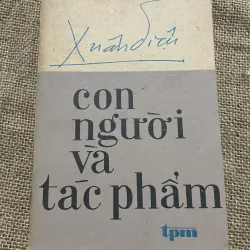 Xuân Diệu
con
người
và
tác phẩm
tpm